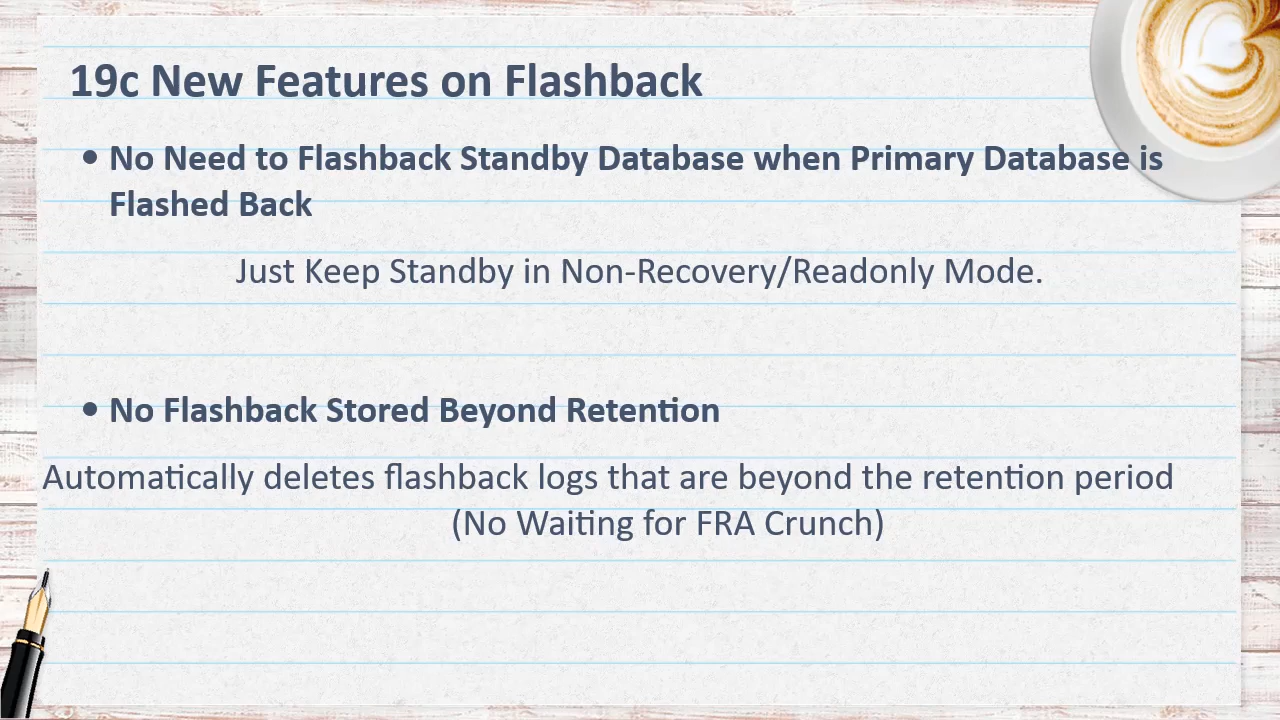 19c New Features on Flashback
• No Need to Flashback Standby Database when Primary Database is
Flashed Back
Just Keep Standby in Non-Recovery/Readonly Mode.
• No Flashback Stored Beyond Retention
Automatically deletes flashback logs that are beyond the retention period
(No Waiting for FRA Crunch)